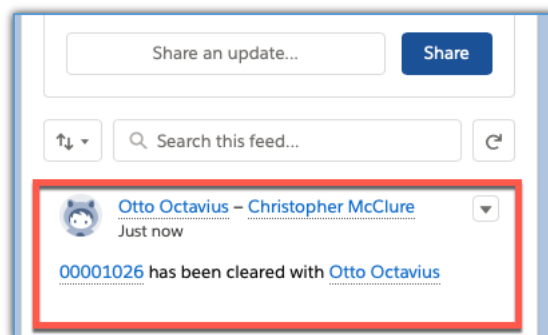 Share an update...
Share
Search this feed...
Otto Octavius – Christopher McClure
Just now
00001026 has been cleared with Otto Octavius